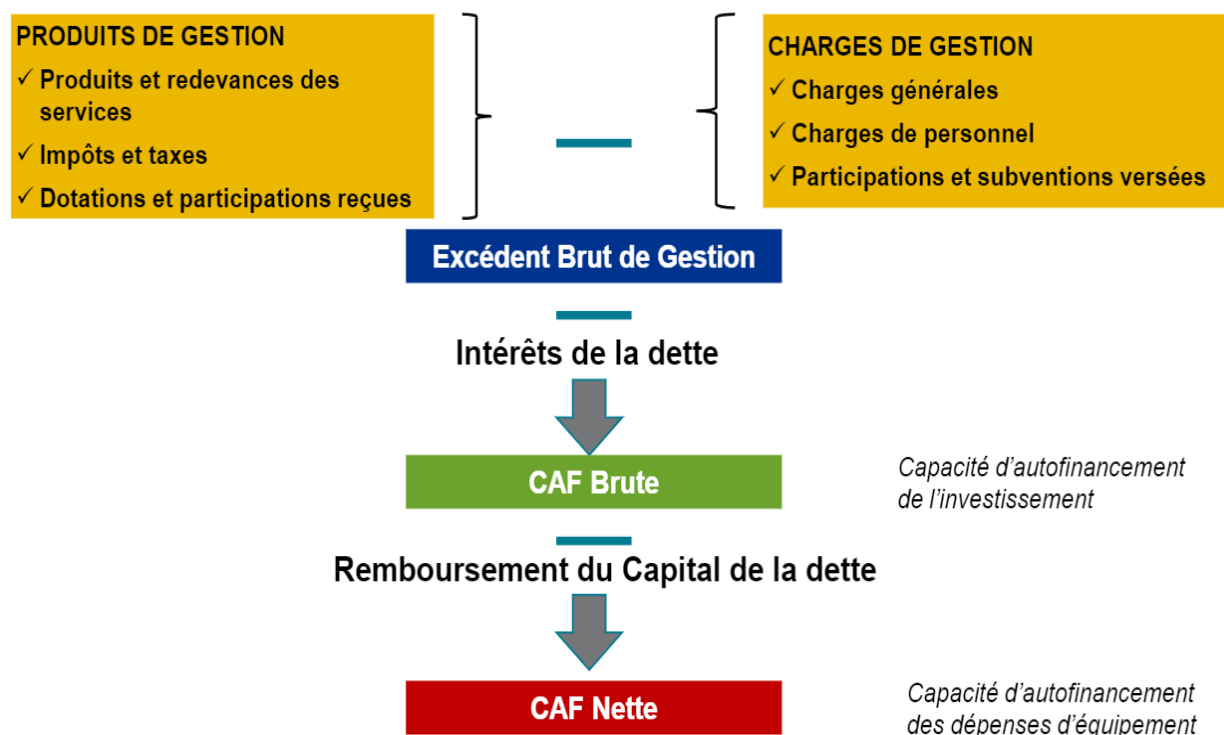 PRODUITS DE GESTION
✓ Produits et redevances des
services
✓ Impôts et taxes
✓ Dotations et participations reçues
CHARGES DE GESTION
✓ Charges générales
✓ Charges de personnel
✓ Participations et subventions versées
Excédent Brut de Gestion
Intérêts de la dette
CAF Brute
Capacité d’autofinancement
de l’investissement
Remboursement du Capital de la dette
CAF Nette
Capacité d’autofinancement
des dépenses d’équipement